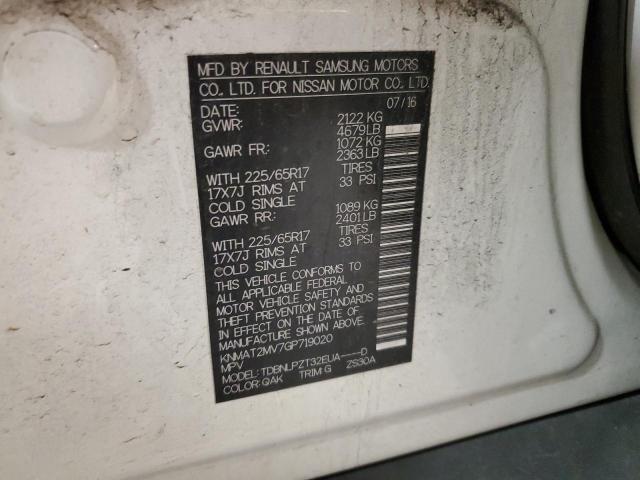 MFD BY RENAULT SAMSUNG MOTORS
CO., LTD. FOR NISSAN MOTOR CO., LTD.
DATE: 07/16
GVWR: 2122 KG
4679LB
GAWR FR: 1072 KG
2363LB
WITH 225/65R17 TIRES
17X7J RIMS AT 33 PSI
COLD SINGLE
GAWR RR: 1089 KG
2401LB
WITH 225/65R17 TIRES
17X7J RIMS AT 33 PSI
COLD SINGLE
THIS VEHICLE CONFORMS TO
ALL APPLICABLE FEDERAL
MOTOR VEHICLE SAFETY AND
THEFT PREVENTION STANDARDS
IN EFFECT ON THE DATE OF
MANUFACTURE SHOWN ABOVE.
KNMAT2MV7GP719020
MPV
MODEL: TDBNLPZT32EUA----D
COLOR: QAK TRIM: G ZS30A